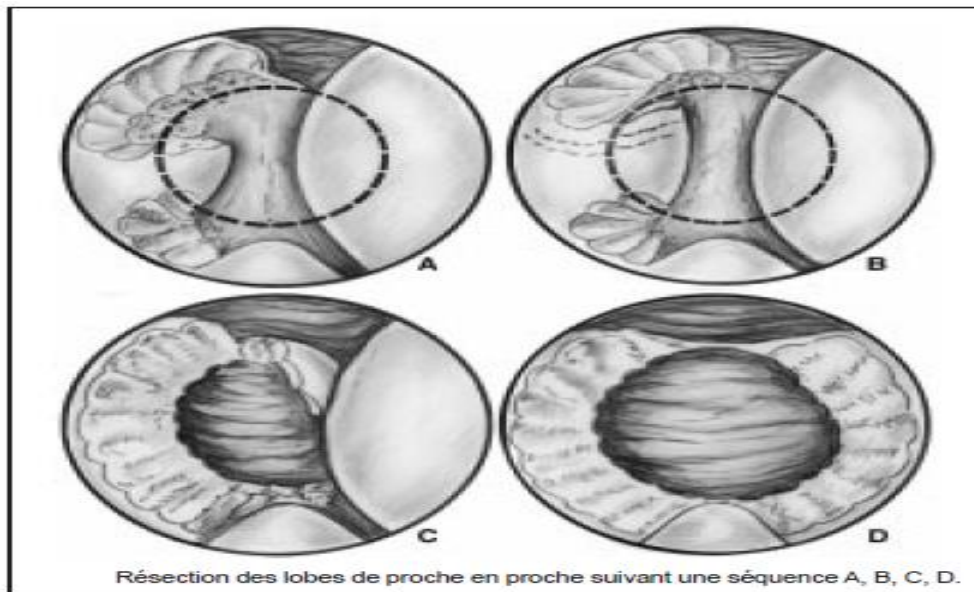 A
B
C
D
Résection des lobes de proche en proche suivant une séquence A, B, C, D.